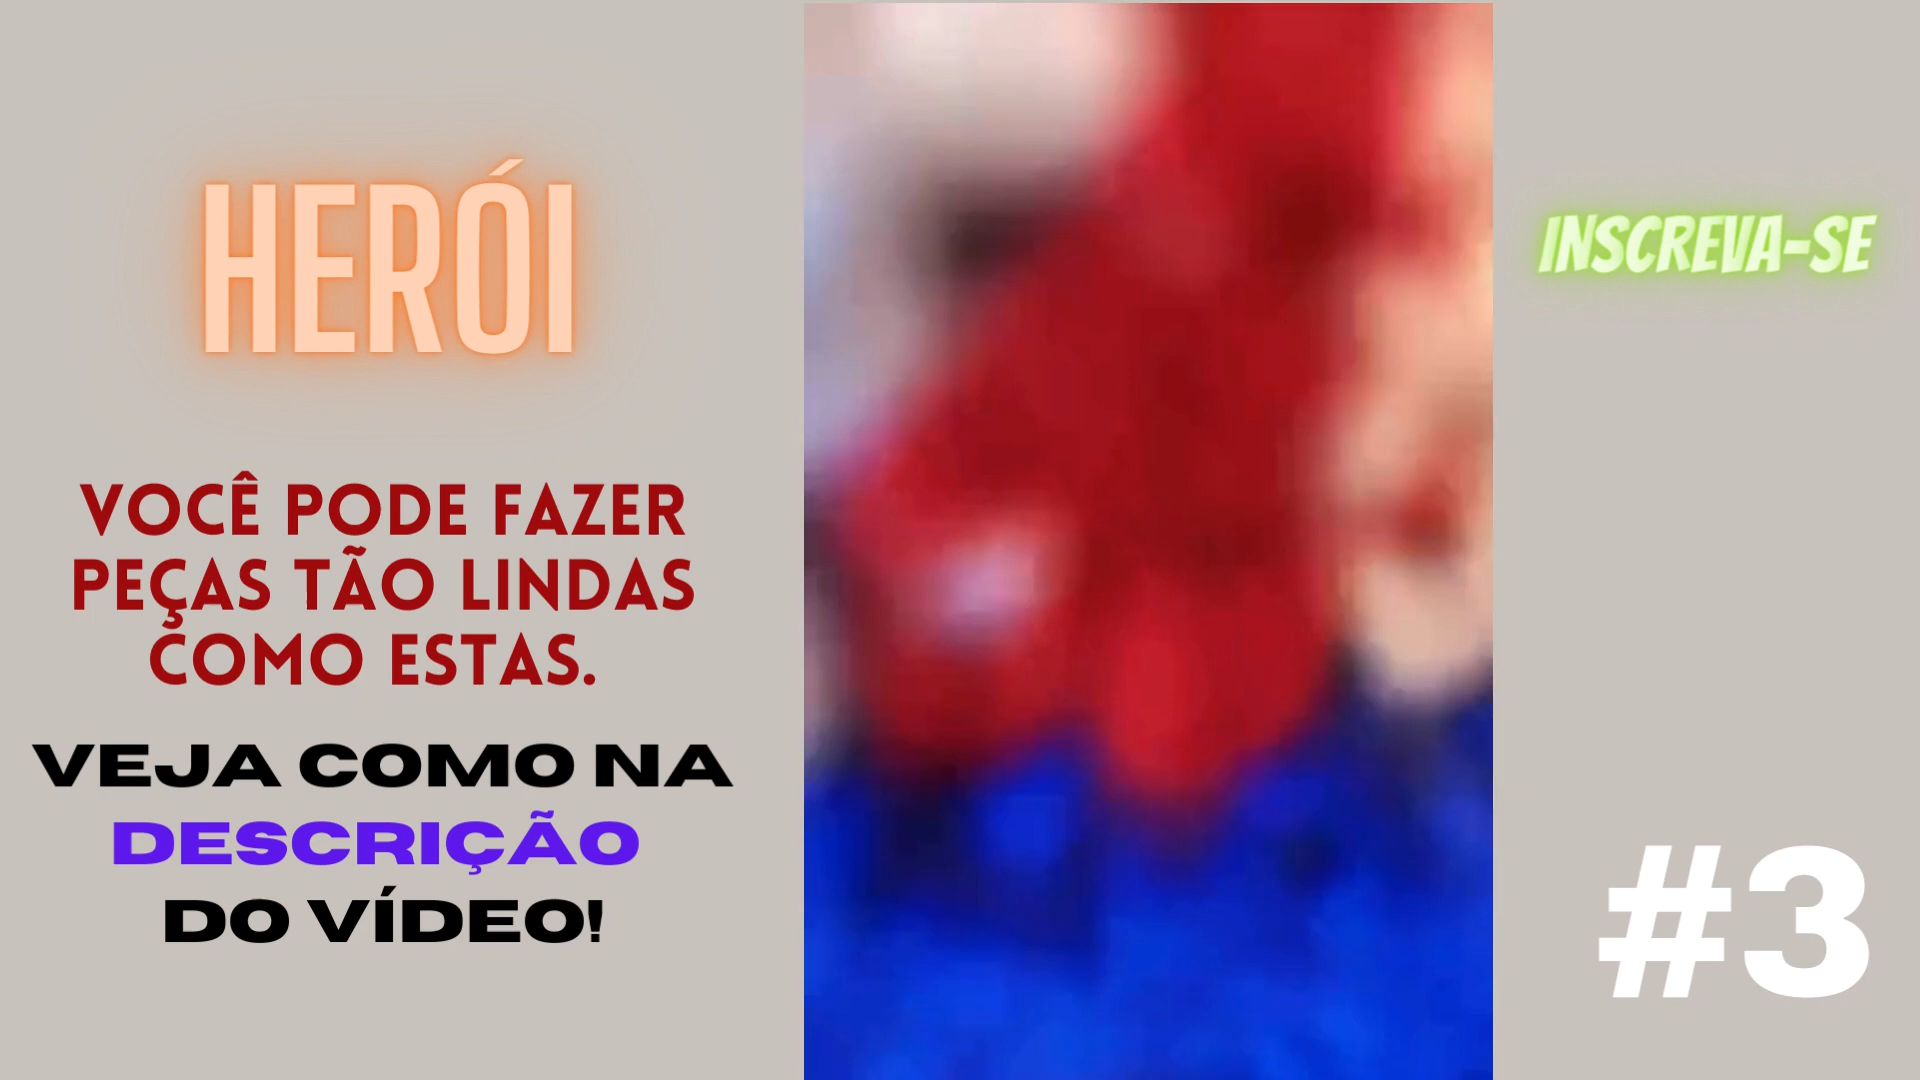 HERÓI
INSCREVA-SE
VOCÊ PODE FAZER
PEÇAS TÃO LINDAS
COMO ESTAS.
VEJA COMO NA
DESCRIÇÃO
DO VÍDEO!
#3